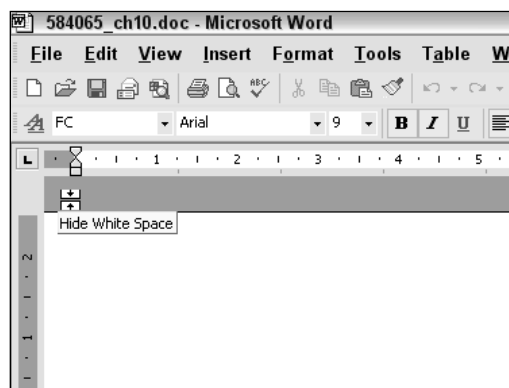 584065_ch10.doc - Microsoft Word
File Edit View Insert Format Tools Table W
ABC
FC Arial 9 B I U
L 1 2 3 4 5
Hide White Space
2
1